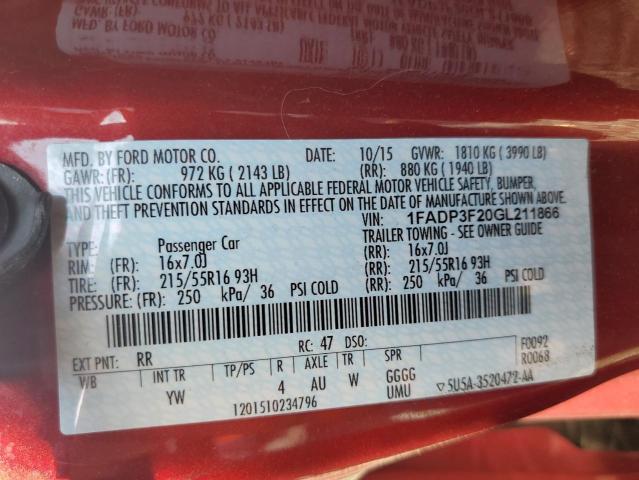 MFD. BY FORD MOTOR CO. DATE: 10/15 GVWR: 1810 KG ( 3990 LB)
GAWR: (FR): 972 KG ( 2143 LB) (RR): 880 KG ( 1940 LB)
THIS VEHICLE CONFORMS TO ALL APPLICABLE FEDERAL MOTOR VEHICLE SAFETY, BUMPER,
AND THEFT PREVENTION STANDARDS IN EFFECT ON THE DATE OF MANUFACTURE SHOWN ABOVE.
VIN: 1FADP3F20GL211866
TYPE: Passenger Car TRAILER TOWING - SEE OWNER GUIDE
RIM: (FR): 16x7.0J (RR): 16x7.0J
TIRE: (FR): 215/55R16 93H (RR): 215/55R16 93H
PRESSURE: (FR): 250 kPa/ 36 PSI COLD (RR): 250 kPa/ 36 PSI COLD
RC: 47 DSO: F0092
EXT PNT: RR R0068
WB INT TR TP/PS R AXLE TR SPR
YW 4 AU W GGGG
UMU 5U5A-3520472-AA
1201510234796